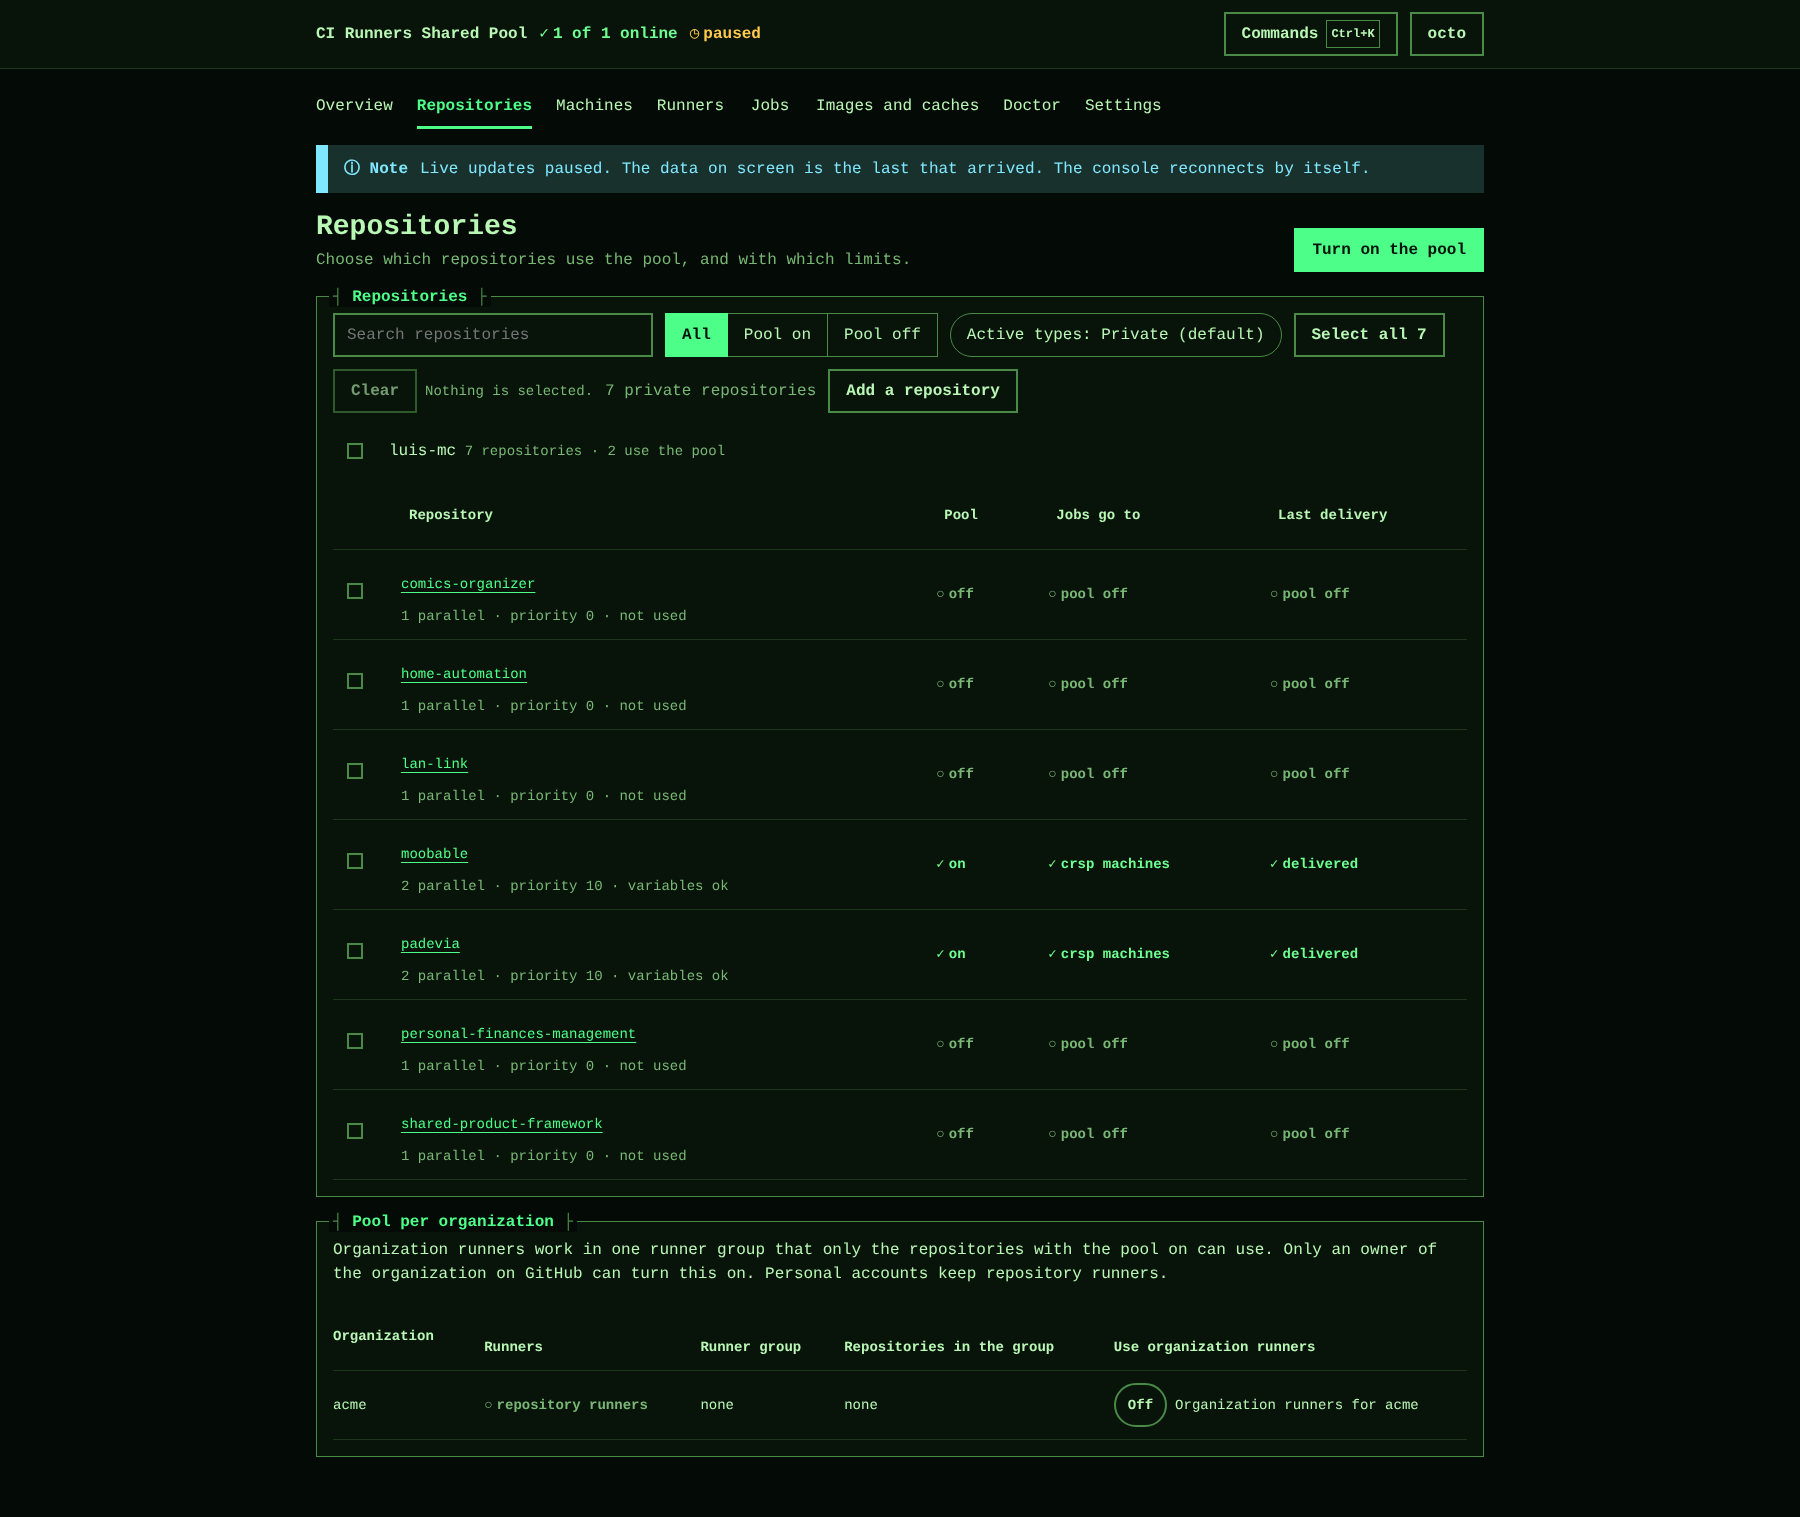 CI Runners Shared Pool ✓ 1 of 1 online ◷ paused Commands Ctrl+K octo
Overview Repositories Machines Runners Jobs Images and caches Doctor Settings
ⓘ Note Live updates paused. The data on screen is the last that arrived. The console reconnects by itself.
Repositories
Choose which repositories use the pool, and with which limits.
Turn on the pool
┤ Repositories ├
Search repositories All Pool on Pool off Active types: Private (default) Select all 7
Clear Nothing is selected. 7 private repositories Add a repository
luis-mc 7 repositories · 2 use the pool
Repository Pool Jobs go to Last delivery
comics-organizer
1 parallel · priority 0 · not used
○ off ○ pool off ○ pool off
home-automation
1 parallel · priority 0 · not used
○ off ○ pool off ○ pool off
lan-link
1 parallel · priority 0 · not used
○ off ○ pool off ○ pool off
moobable
2 parallel · priority 10 · variables ok
✓ on ✓ crsp machines ✓ delivered
padevia
2 parallel · priority 10 · variables ok
✓ on ✓ crsp machines ✓ delivered
personal-finances-management
1 parallel · priority 0 · not used
○ off ○ pool off ○ pool off
shared-product-framework
1 parallel · priority 0 · not used
○ off ○ pool off ○ pool off
┤ Pool per organization ├
Organization runners work in one runner group that only the repositories with the pool on can use. Only an owner of
the organization on GitHub can turn this on. Personal accounts keep repository runners.
Organization Runners Runner group Repositories in the group Use organization runners
acme ○ repository runners none none Off Organization runners for acme